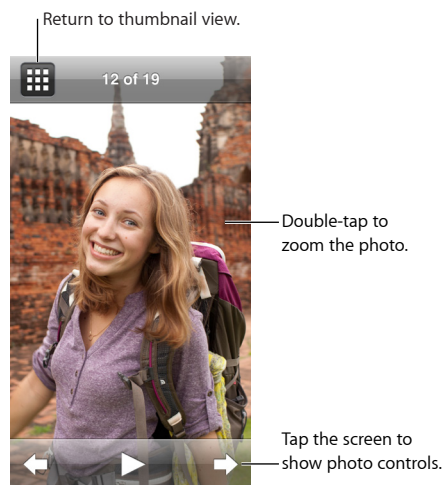 Return to thumbnail view.
12 of 19
Double-tap to
zoom the photo.
Tap the screen to
show photo controls.